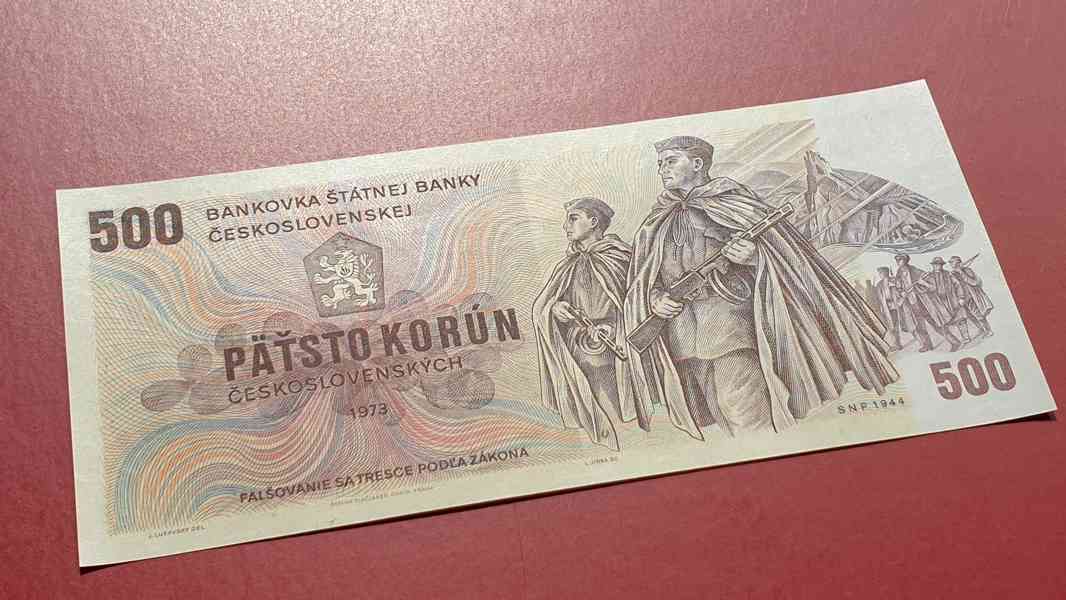 500
BANKOVKA ŠTÁTNEJ BANKY
ČESKOSLOVENSKEJ
PÄŤSTO KORÚN
ČESKOSLOVENSKÝCH
1973
FALŠOVANIE SA TRESCE PODĽA ZÁKONA
SNP 1944
500